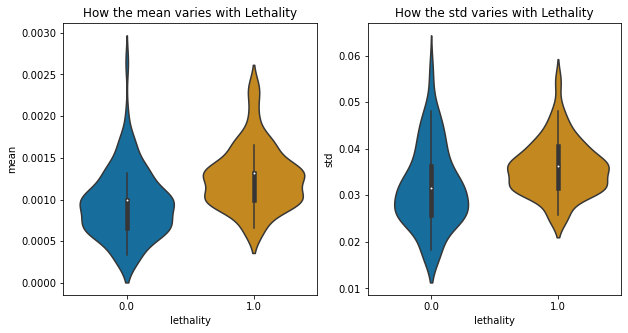 How the mean varies with Lethality
mean
0.0030
0.0025
0.0020
0.0015
0.0010
0.0005
0.0000
0.0
1.0
lethality
How the std varies with Lethality
std
0.06
0.05
0.04
0.03
0.02
0.01
0.0
1.0
lethality